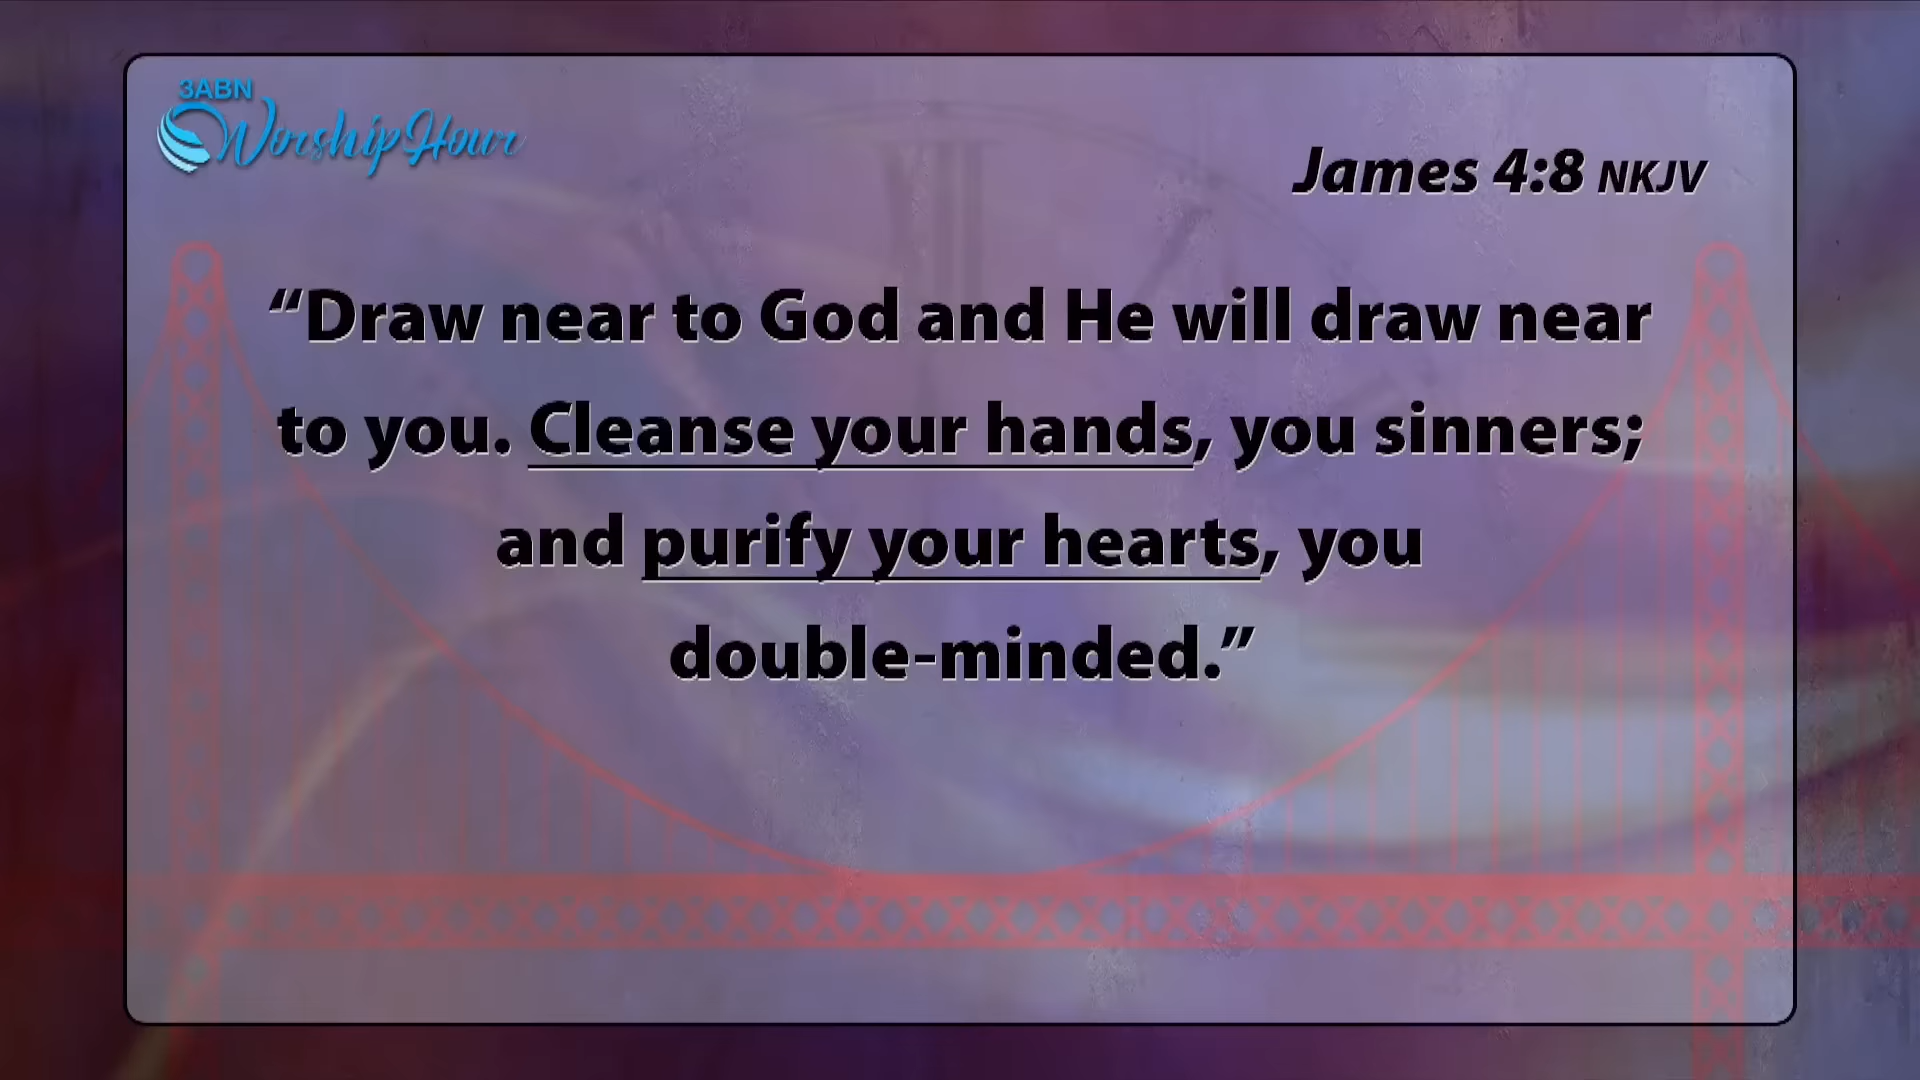 3ABN
Worship Hour
James 4:8 NKJV
“Draw near to God and He will draw near
to you. Cleanse your hands, you sinners;
and purify your hearts, you
double-minded.”